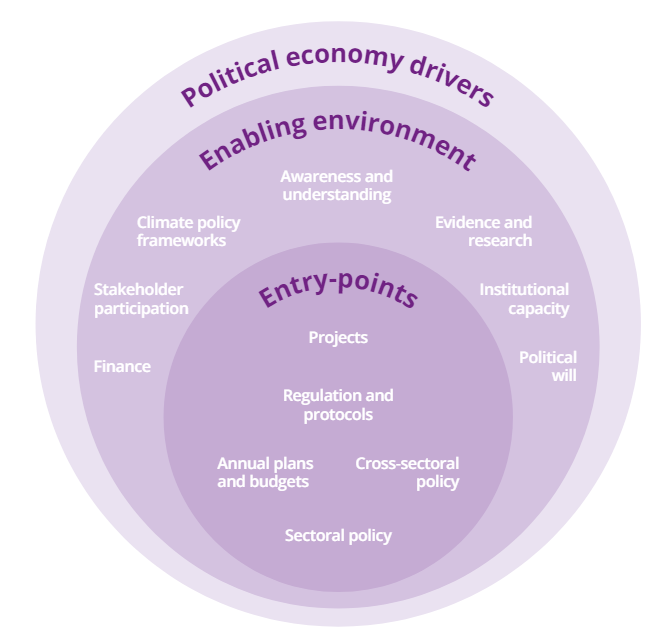 Political economy drivers
Enabling environment
Awareness and
understanding
Climate policy
frameworks
Evidence and
research
Stakeholder
participation
Institutional
capacity
Finance
Political
will
Entry-points
Projects
Regulation and
protocols
Annual plans
and budgets
Cross-sectoral
policy
Sectoral policy